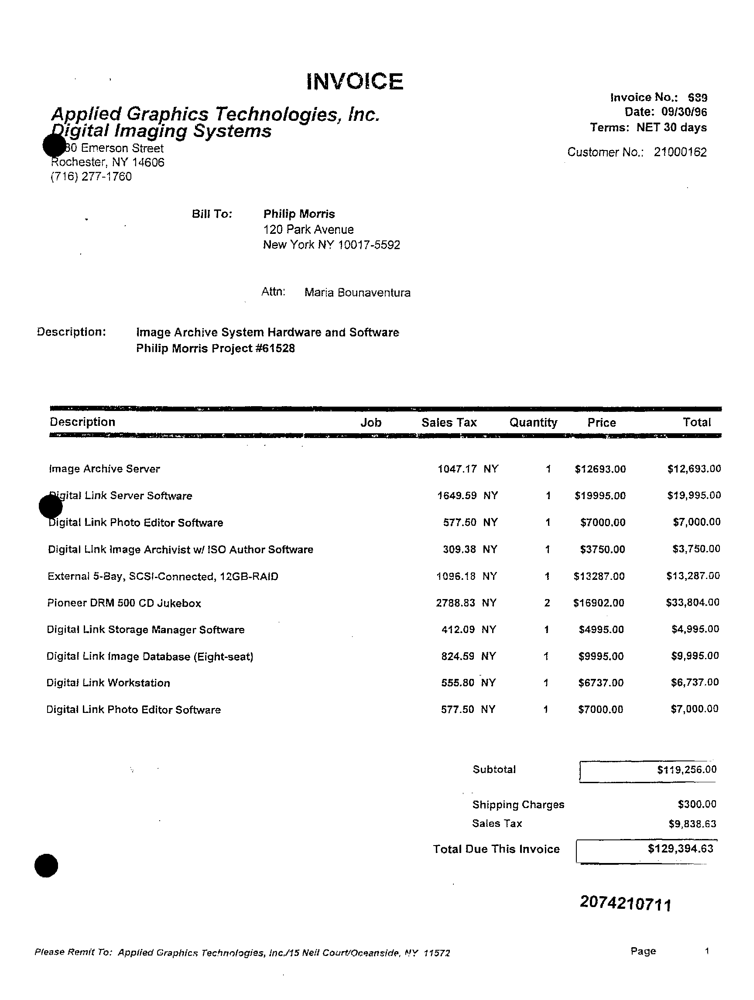 INVOICE
Invoice No.: 689
Applied Graphics Technologies, Inc.
Date: 09/30/96
Digital Imaging Systems
Terms: NET 30 days
Emerson Street
Customer No.: 21000162
Rochester, NY 14606
(716) 277-1760
Bill To: Philip Morris
120 Park Avenue
New York NY 10017-5592
Attn: Maria Bounaventura
Description: Image Archive System Hardware and Software
Philip Morris Project #61528
Description Job Sales Tax Quantity Price Total
Image Archive Server 1047.17 NY 1 $12693.00 $12,693.00
Digital Link Server Software 1649.59 NY 1 $19995.00 $19,995.00
Digital Link Photo Editor Software 577.50 NY 1 $7000.00 $7,000.00
Digital Link Image Archivist w/ ISO Author Software 309.38 NY 1 $3750.00 $3,750.00
External 5-Bay, SCSI-Connected, 12GB-RAID 1096.18 NY 1 $13287.00 $13,287.00
Pioneer DRM 500 CD Jukebox 2788.83 NY 2 $16902.00 $33,804.00
Digital Link Storage Manager Software 412.09 NY 1 $4995.00 $4,995.00
Digital Link Image Database (Eight-seat) 824.59 NY 1 $9995.00 $9,995.00
Digital Link Workstation 555.80 NY 1 $6737.00 $6,737.00
Digital Link Photo Editor Software 577.50 NY 1 $7000.00 $7,000.00
Subtotal $119,256.00
Shipping Charges $300.00
Sales Tax $9,838.63
Total Due This Invoice $129,394.63
2074210711
Please Remit To: Applied Graphics Technologies, Inc./15 Neil Court/Oceanside, NY 11572 Page 1